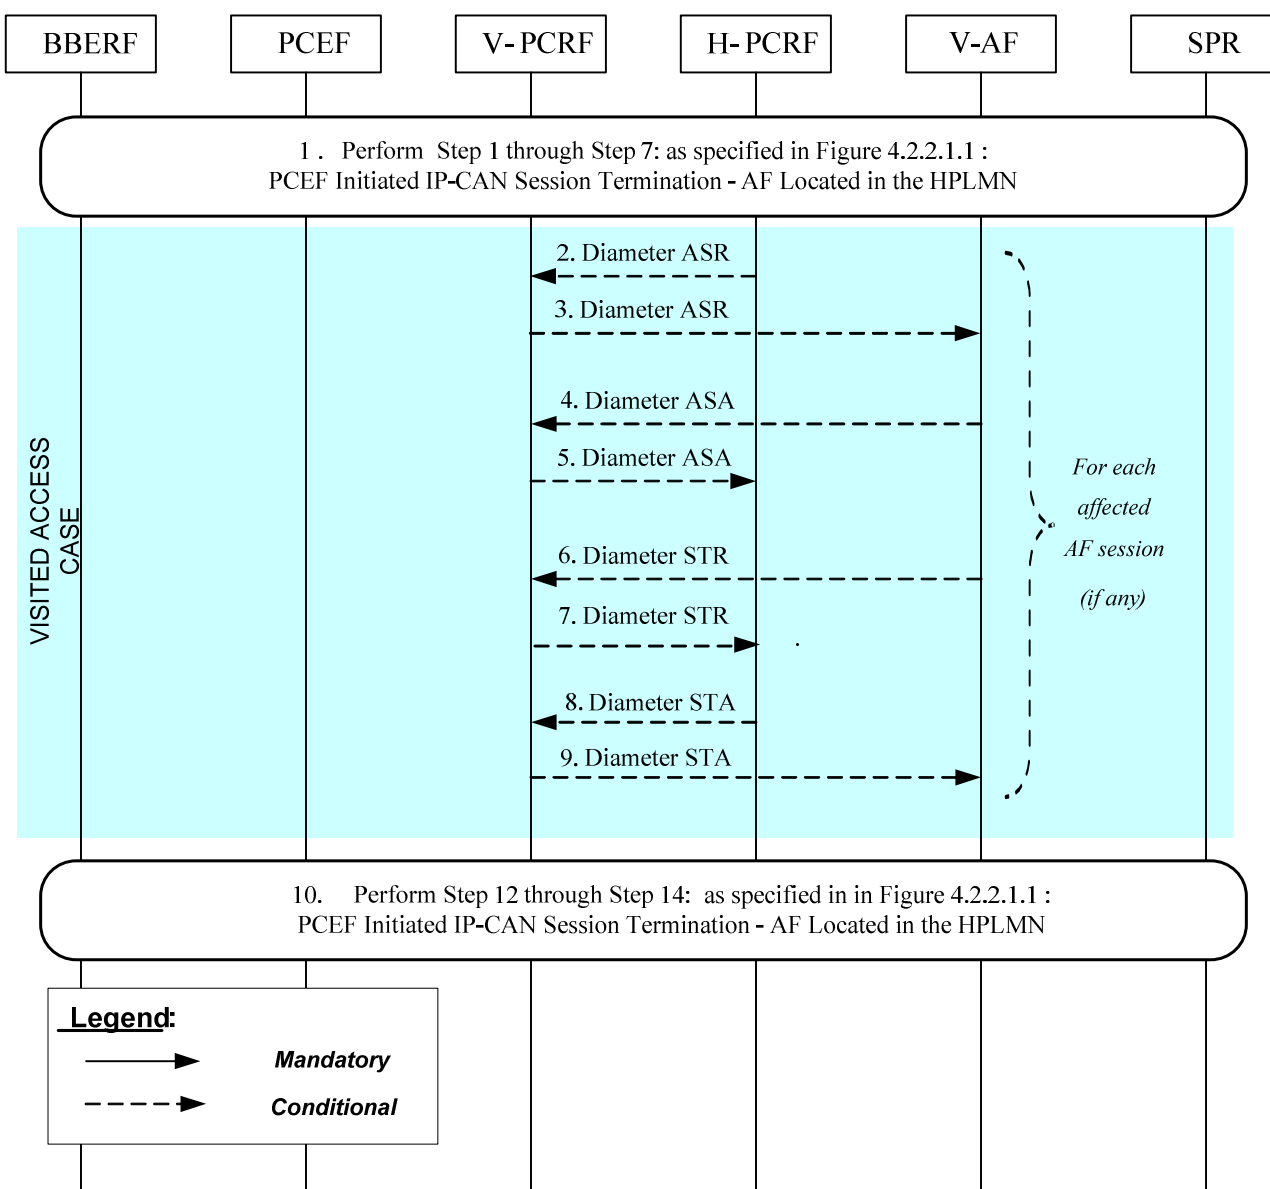 BBERF
PCEF
V-PCRF
H-PCRF
V-AF
SPR
1. Perform Step 1 through Step 7: as specified in Figure 4.2.2.1.1 :
PCEF Initiated IP-CAN Session Termination - AF Located in the HPLMN
2. Diameter ASR
3. Diameter ASR
4. Diameter ASA
5. Diameter ASA
6. Diameter STR
7. Diameter STR
8. Diameter STA
9. Diameter STA
VISITED ACCESS
CASE
For each
affected
AF session
(if any)
10. Perform Step 12 through Step 14: as specified in in Figure 4.2.2.1.1 :
PCEF Initiated IP-CAN Session Termination - AF Located in the HPLMN
Legend:
Mandatory
Conditional